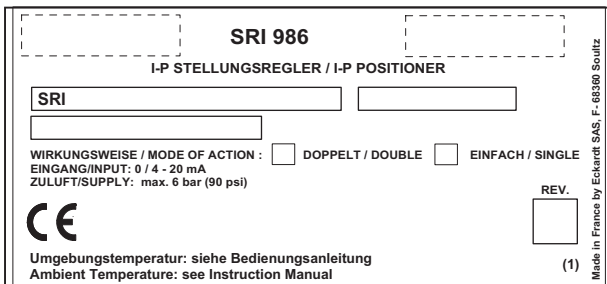 SRI 986
I-P STELLUNGSREGLER / I-P POSITIONER
SRI
WIRKUNGSWEISE / MODE OF ACTION : DOPPELT / DOUBLE EINFACH / SINGLE
EINGANG/INPUT: 0 / 4 - 20 mA
ZULUFT/SUPPLY: max. 6 bar (90 psi)
REV.
CE
Umgebungstemperatur: siehe Bedienungsanleitung
Ambient Temperature: see Instruction Manual
(1)
Made in France by Eckardt SAS, F- 68360 Soultz